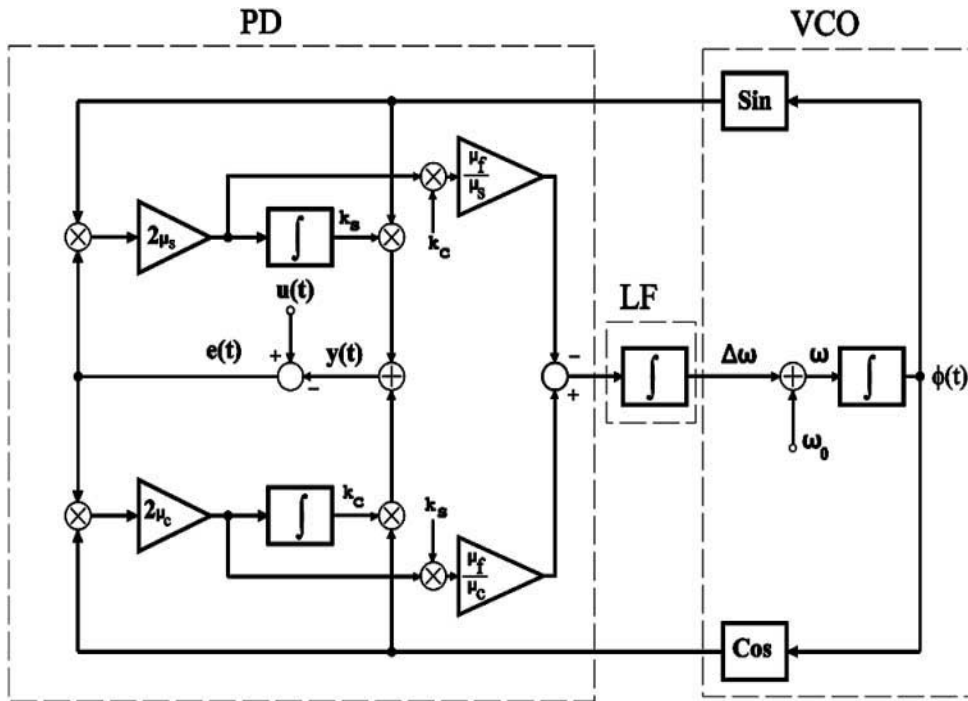 PD
VCO
Sin
μf
μs
kc
2μs
∫
ks
u(t)
LF
e(t)
+
y(t)
−
+
−
+
∫
Δω
+
ω
∫
ϕ(t)
ω0
2μc
∫
kc
ks
μf
μc
Cos